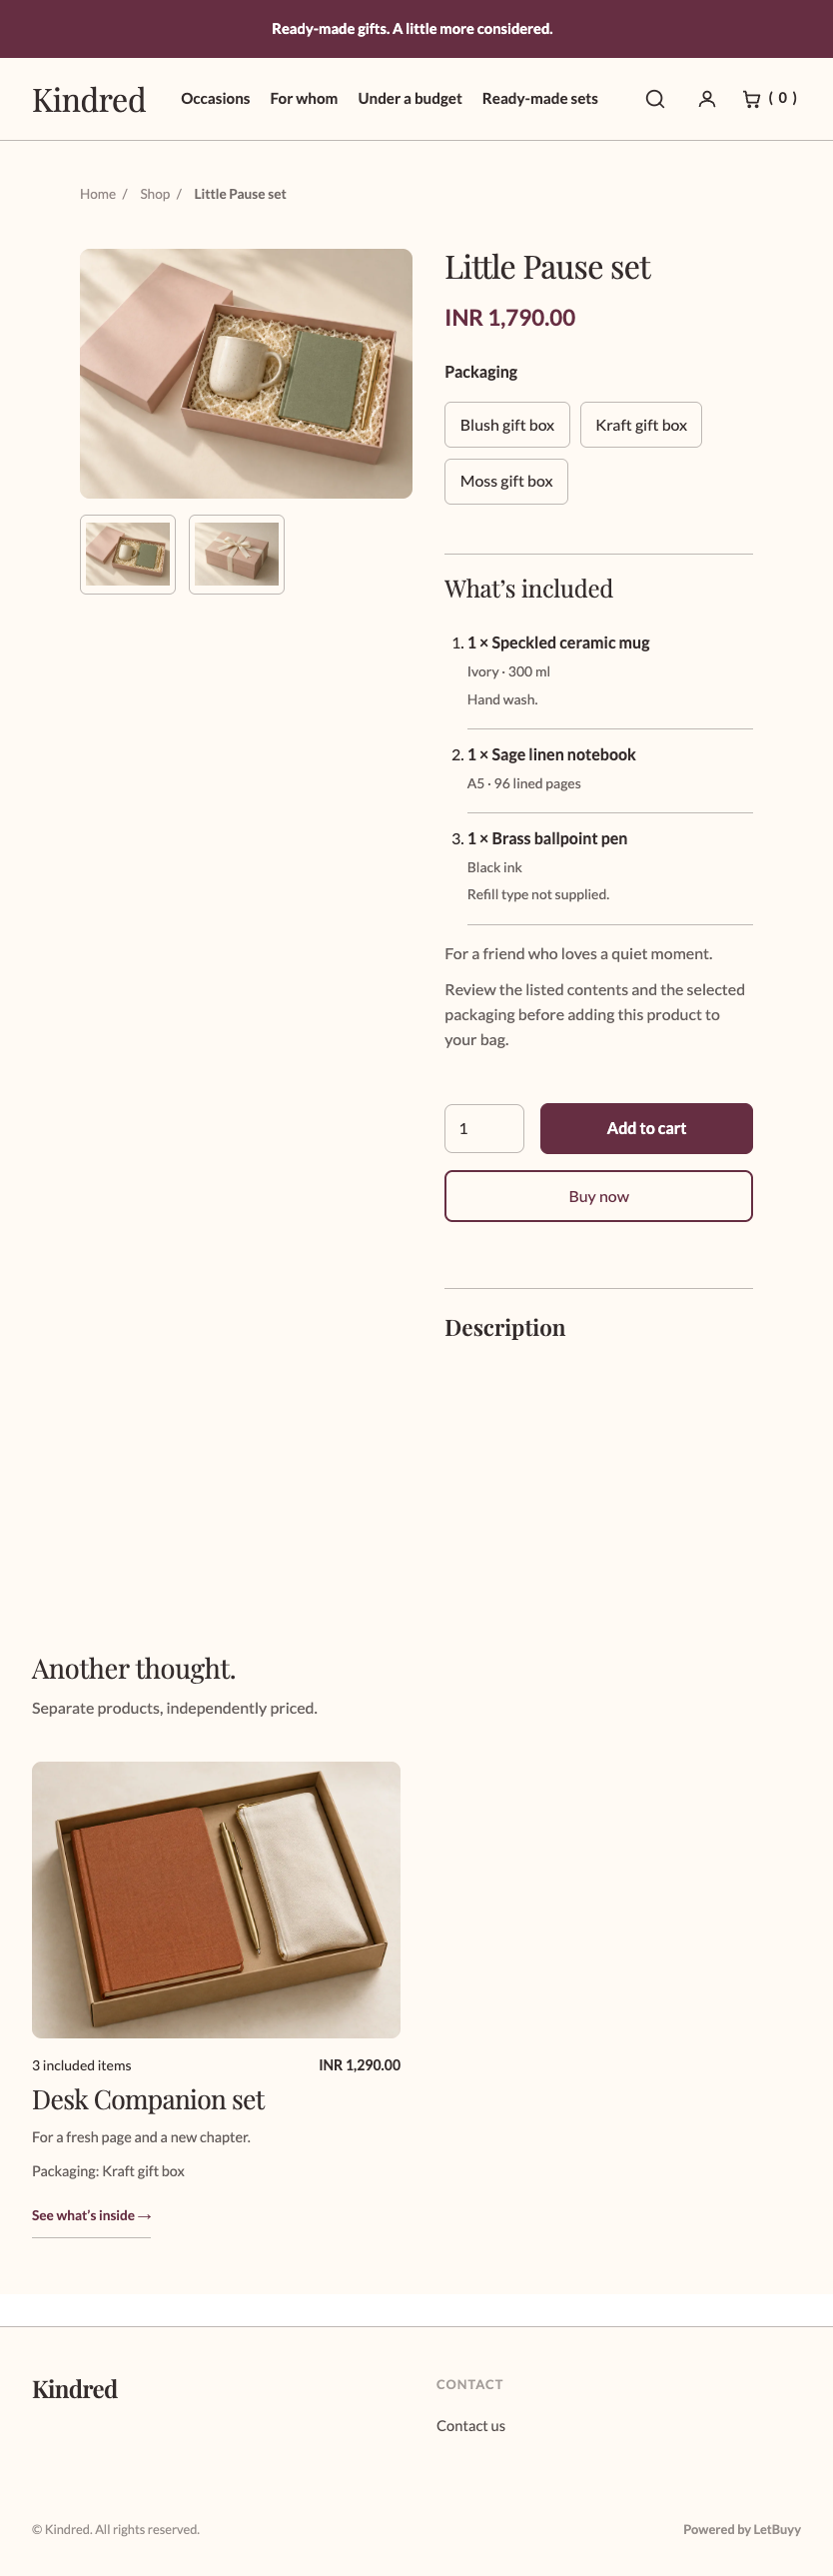 Ready-made gifts. A little more considered.
Kindred
Occasions For whom Under a budget Ready-made sets ( 0 )
Home / Shop / Little Pause set
Little Pause set
INR 1,790.00
Packaging
Blush gift box Kraft gift box
Moss gift box
What’s included
1. 1 × Speckled ceramic mug
Ivory · 300 ml
Hand wash.
2. 1 × Sage linen notebook
A5 · 96 lined pages
3. 1 × Brass ballpoint pen
Black ink
Refill type not supplied.
For a friend who loves a quiet moment.
Review the listed contents and the selected
packaging before adding this product to
your bag.
1 Add to cart
Buy now
Description
Another thought.
Separate products, independently priced.
3 included items INR 1,290.00
Desk Companion set
For a fresh page and a new chapter.
Packaging: Kraft gift box
See what’s inside →
Kindred
CONTACT
Contact us
© Kindred. All rights reserved. Powered by LetBuyy